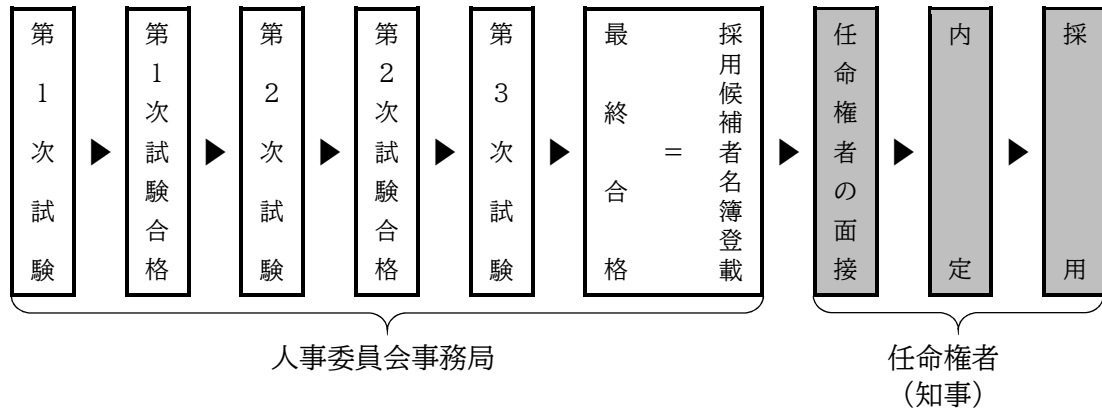 第1次試験
▶
第1次試験合格
▶
第2次試験
▶
第2次試験合格
▶
第3次試験
▶
最終合格
=
採用候補者名簿登載
▶
任命権者の面接
▶
内定
▶
採用
人事委員会事務局
任命権者
（知事）